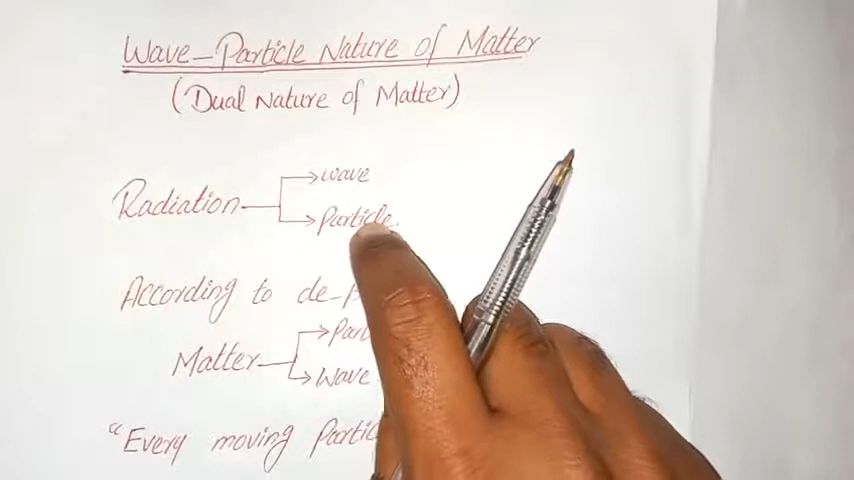 Wave-Particle Nature of Matter
(Dual Nature of Matter)
wave
Radiation
Particle
According to de-
Matter
Wave
"Every moving